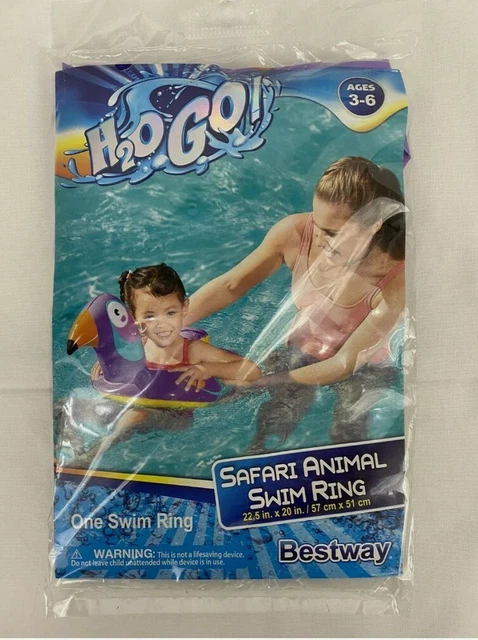 H2O GO!
AGES
3-6
SAFARI ANIMAL
SWIM RING
22.5 in. x 20 in. / 57 cm x 51 cm
One Swim Ring
⚠ WARNING: This is not a lifesaving device.
Do not leave child unattended while device is in use.
Bestway